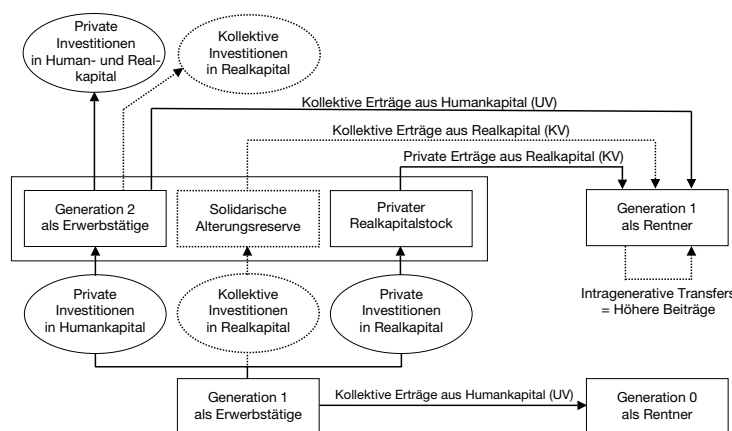 Private
Investitionen
in Human- und Real-
kapital
Kollektive
Investitionen
in Realkapital
Kollektive Erträge aus Humankapital (UV)
Kollektive Erträge aus Realkapital (KV)
Private Erträge aus Realkapital (KV)
Generation 2
als Erwerbstätige
Solidarische
Alterungsreserve
Privater
Realkapitalstock
Generation 1
als Rentner
Private
Investitionen
in Humankapital
Kollektive
Investitionen
in Realkapital
Private
Investitionen
in Realkapital
Intragenerative Transfers
= Höhere Beiträge
Generation 1
als Erwerbstätige
Kollektive Erträge aus Humankapital (UV)
Generation 0
als Rentner